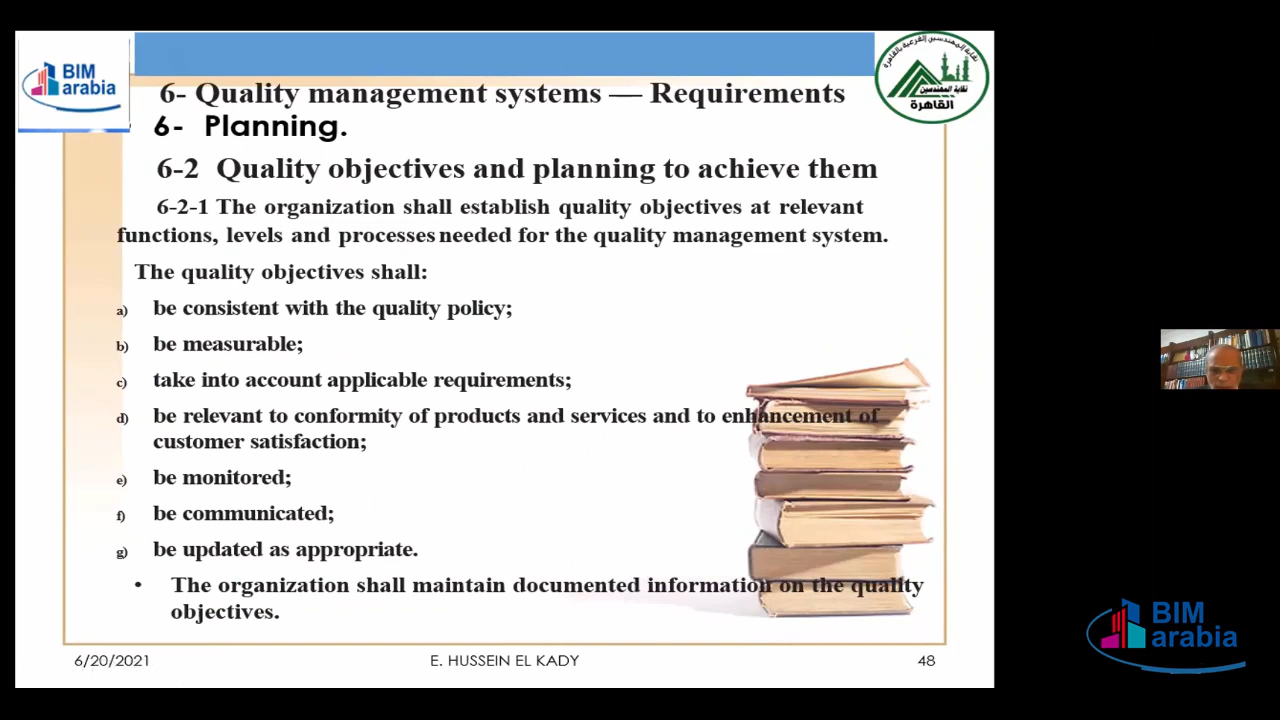 BIM
arabia
نقابة المهندسين الفرعية بالقاهرة
نقابة المهندسين
القاهرة
6- Quality management systems — Requirements
6- Planning.
6-2 Quality objectives and planning to achieve them
6-2-1 The organization shall establish quality objectives at relevant
functions, levels and processes needed for the quality management system.
The quality objectives shall:
a) be consistent with the quality policy;
b) be measurable;
c) take into account applicable requirements;
d) be relevant to conformity of products and services and to enhancement of
customer satisfaction;
e) be monitored;
f) be communicated;
g) be updated as appropriate.
• The organization shall maintain documented information on the quality
objectives.
6/20/2021
E. HUSSEIN EL KADY
48
BIM
arabia